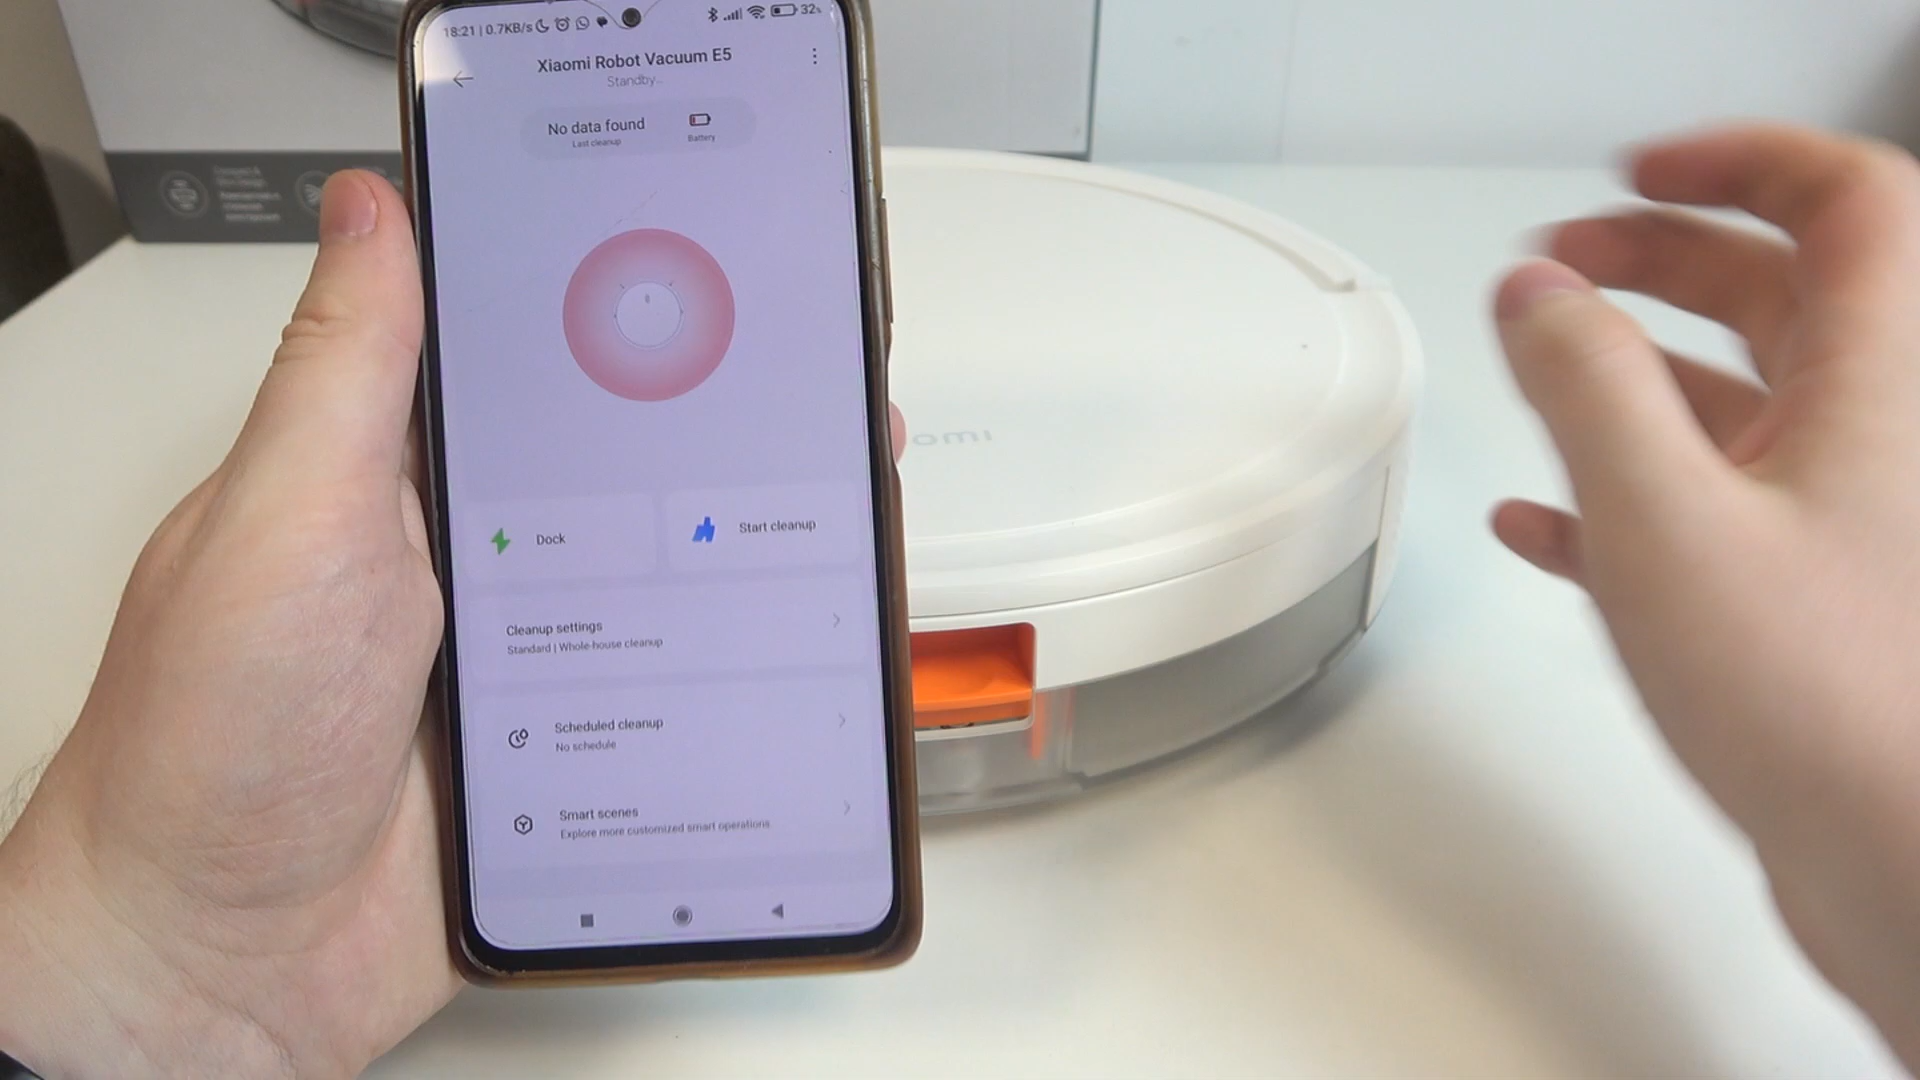 18:21 | 0.7KB/s
32%
Xiaomi Robot Vacuum E5
Standby...
No data found
Last cleanup
Battery
Dock
Start cleanup
Cleanup settings
Standard | Whole-house cleanup
Scheduled cleanup
No schedule
Smart scenes
Explore more customized smart operations
omi